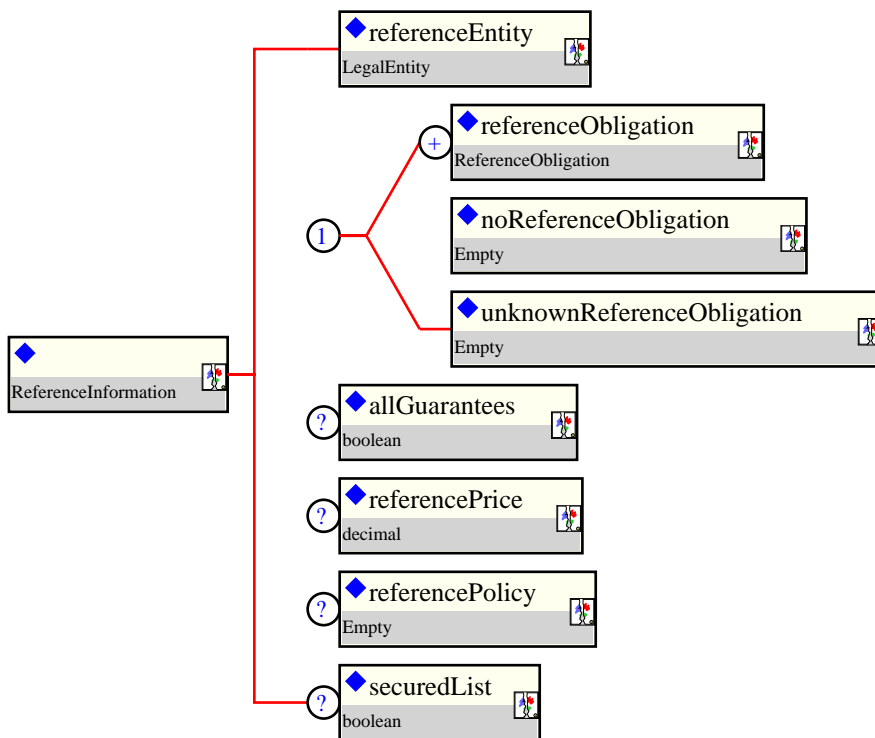 referenceEntity
LegalEntity
+
referenceObligation
ReferenceObligation
1
noReferenceObligation
Empty
unknownReferenceObligation
Empty
ReferenceInformation
?
allGuarantees
boolean
?
referencePrice
decimal
?
referencePolicy
Empty
?
securedList
boolean